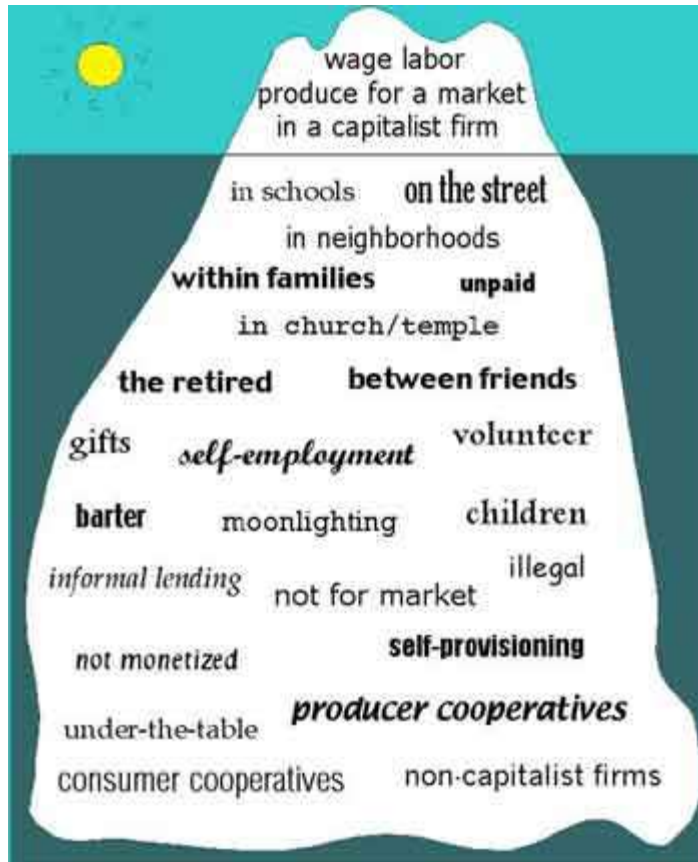 wage labor
produce for a market
in a capitalist firm
in schools on the street
in neighborhoods
within families unpaid
in church/temple
the retired between friends
gifts self-employment volunteer
barter moonlighting children
informal lending not for market illegal
not monetized self-provisioning
under-the-table producer cooperatives
consumer cooperatives non-capitalist firms